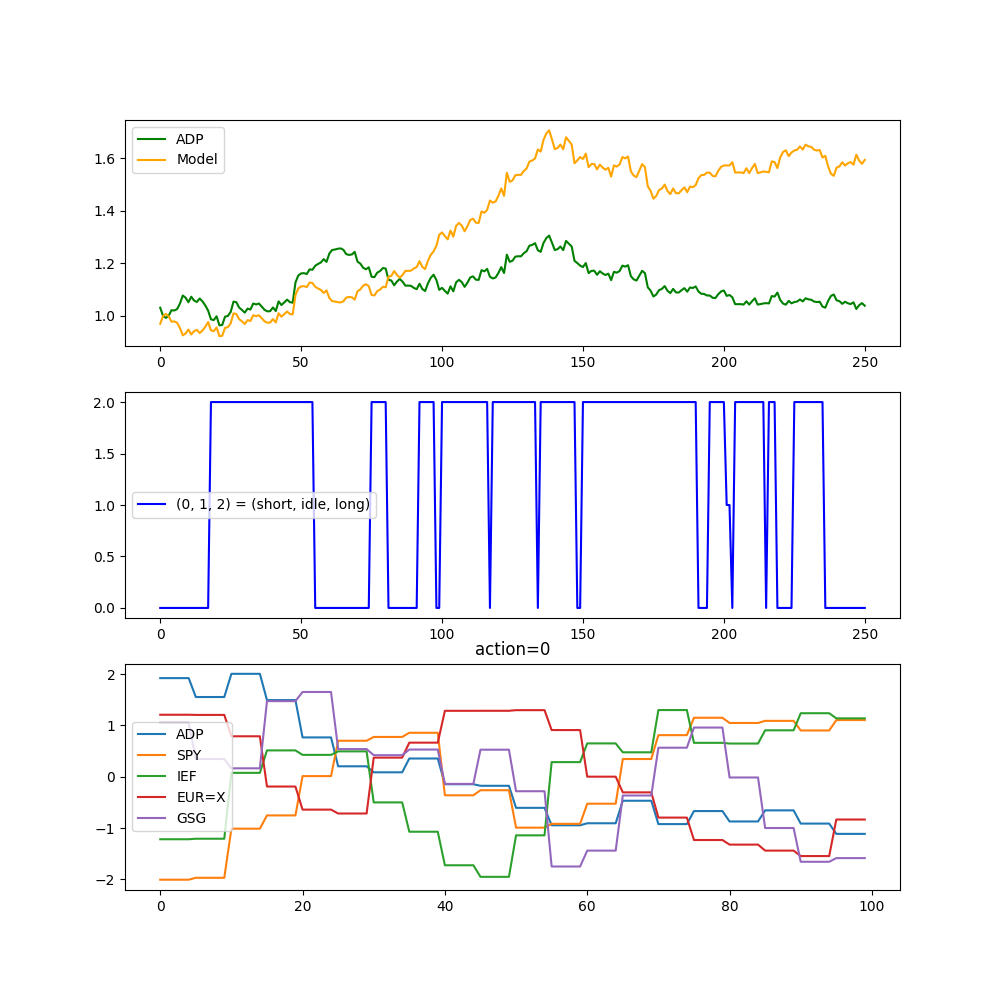 ADP
Model
1.6
1.4
1.2
1.0
0 50 100 150 200 250
2.0
1.5
1.0
0.5
0.0
(0, 1, 2) = (short, idle, long)
0 50 100 150 200 250
action=0
2
1
0
−1
−2
ADP
SPY
IEF
EUR=X
GSG
0 20 40 60 80 100